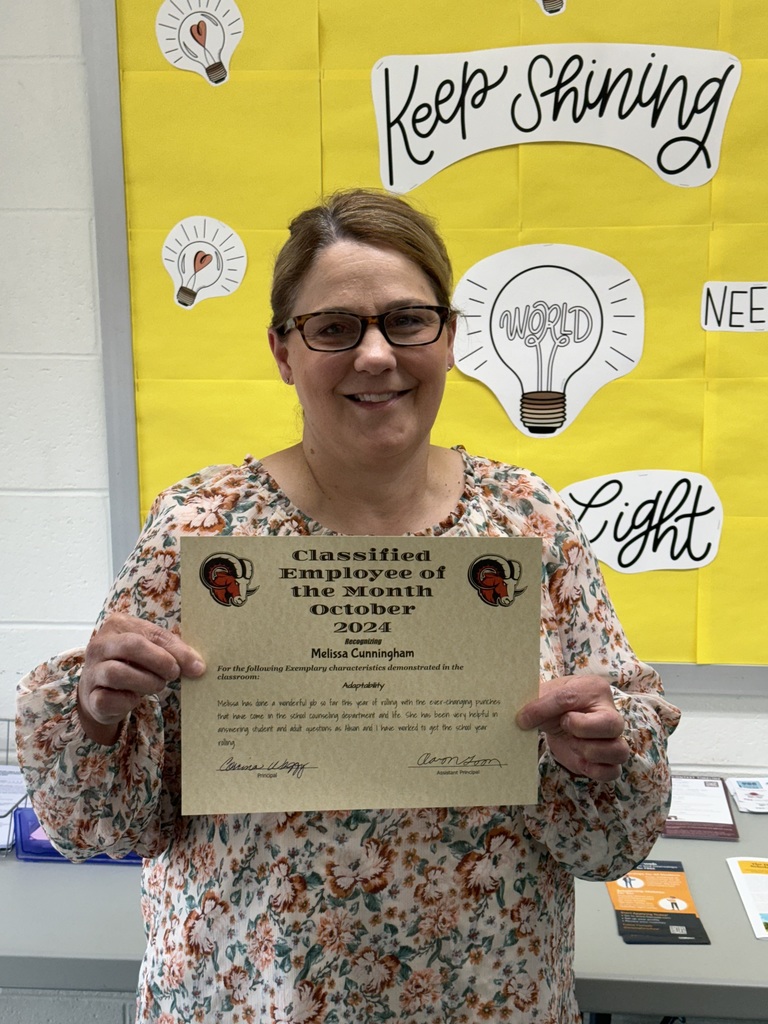 Keep Shining
WORLD
NEE
Light
Classified
Employee of
the Month
October
2024
Recognizing
Melissa Cunningham
For the following Exemplary characteristics demonstrated in the
classroom:
Adaptability
Melissa has done a wonderful job so far this year of rolling with the ever-changing punches
that have come in the school counseling department and life. She has been very helpful in
answering student and adult questions as and I have worked to get the school year
rolling.
Principal
Assistant Principal